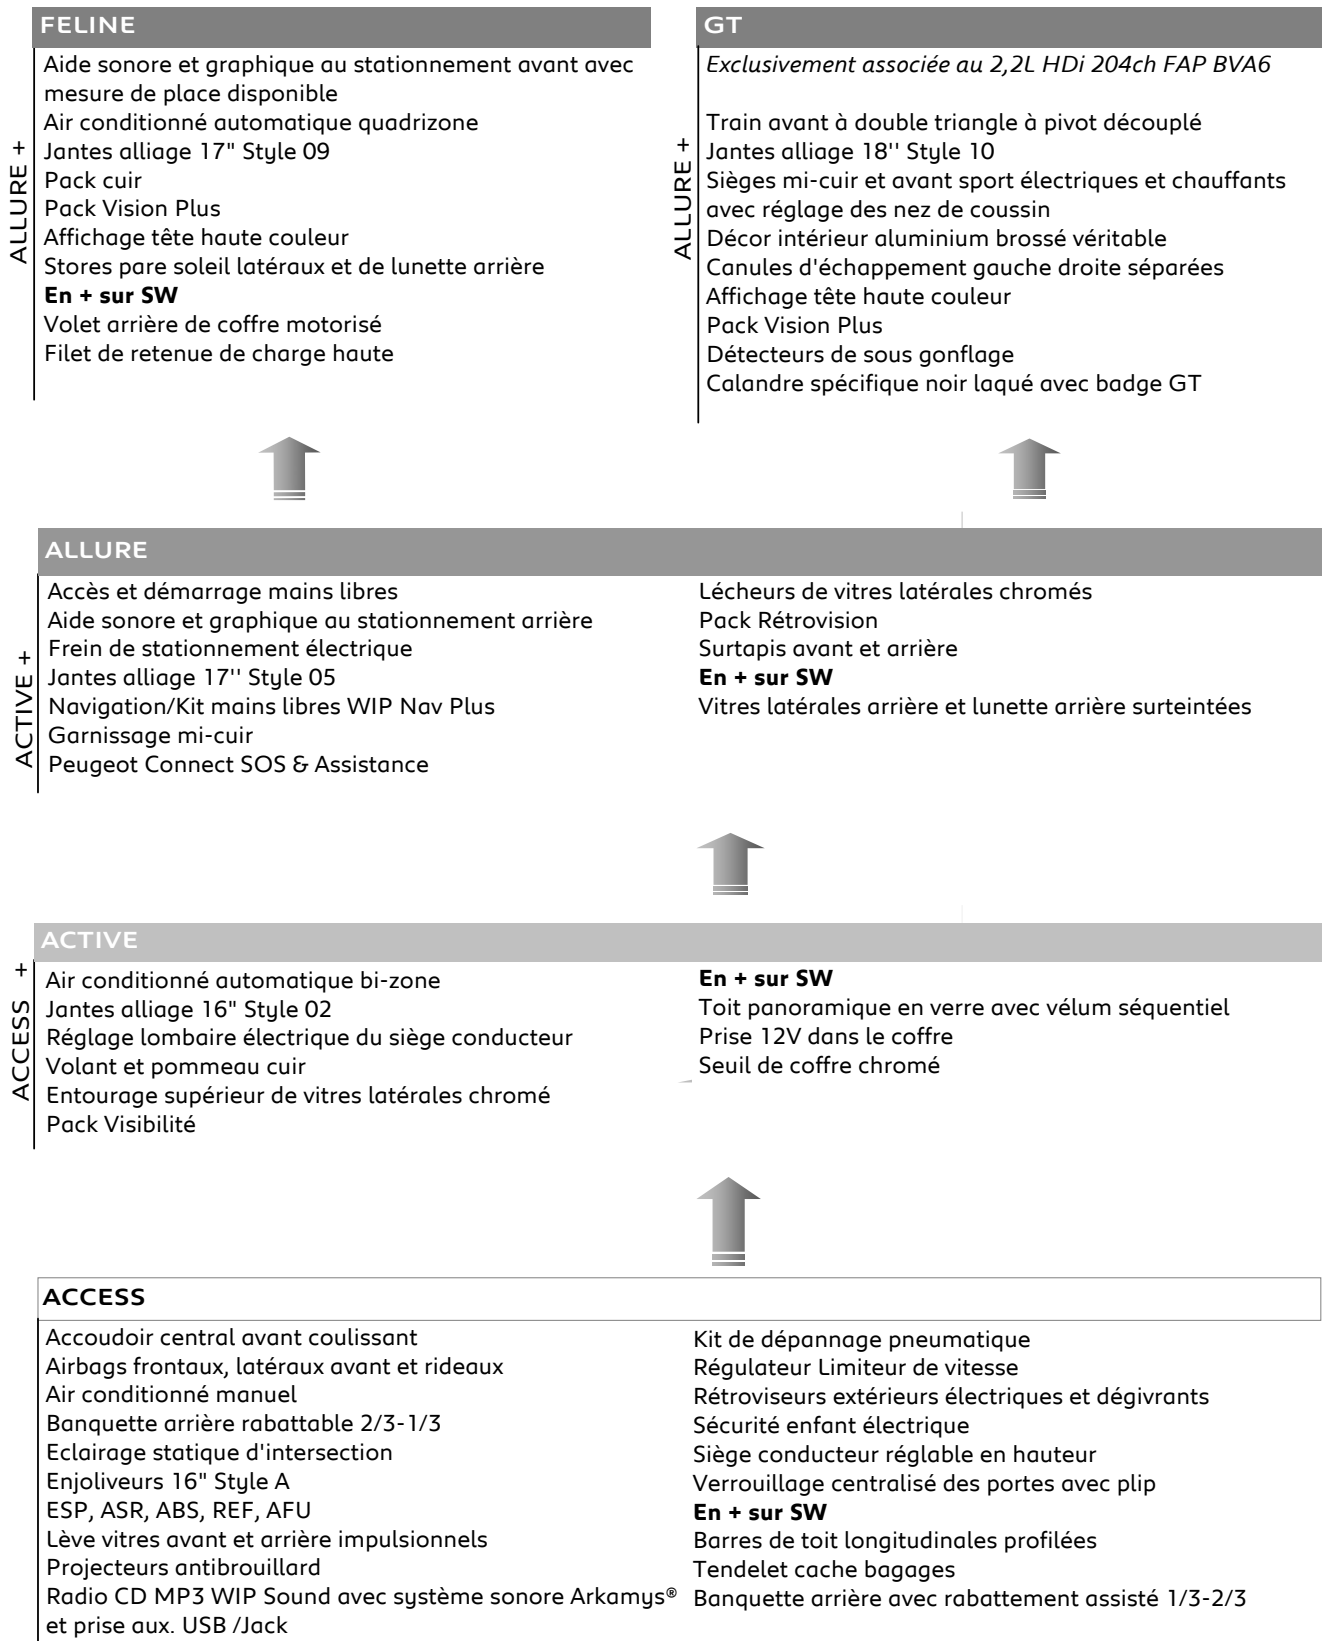 FELINE
ALLURE +
Aide sonore et graphique au stationnement avant avec
mesure de place disponible
Air conditionné automatique quadrizone
Jantes alliage 17" Style 09
Pack cuir
Pack Vision Plus
Affichage tête haute couleur
Stores pare soleil latéraux et de lunette arrière
En + sur SW
Volet arrière de coffre motorisé
Filet de retenue de charge haute
GT
ALLURE +
Exclusivement associée au 2,2L HDi 204ch FAP BVA6
Train avant à double triangle à pivot découplé
Jantes alliage 18'' Style 10
Sièges mi-cuir et avant sport électriques et chauffants
avec réglage des nez de coussin
Décor intérieur aluminium brossé véritable
Canules d'échappement gauche droite séparées
Affichage tête haute couleur
Pack Vision Plus
Détecteurs de sous gonflage
Calandre spécifique noir laqué avec badge GT
ALLURE
ACTIVE +
Accès et démarrage mains libres
Aide sonore et graphique au stationnement arrière
Frein de stationnement électrique
Jantes alliage 17'' Style 05
Navigation/Kit mains libres WIP Nav Plus
Garnissage mi-cuir
Peugeot Connect SOS & Assistance
Lécheurs de vitres latérales chromés
Pack Rétrovision
Surtapis avant et arrière
En + sur SW
Vitres latérales arrière et lunette arrière surteintées
ACTIVE
ACCESS +
Air conditionné automatique bi-zone
Jantes alliage 16" Style 02
Réglage lombaire électrique du siège conducteur
Volant et pommeau cuir
Entourage supérieur de vitres latérales chromé
Pack Visibilité
En + sur SW
Toit panoramique en verre avec vélum séquentiel
Prise 12V dans le coffre
Seuil de coffre chromé
ACCESS
Accoudoir central avant coulissant
Airbags frontaux, latéraux avant et rideaux
Air conditionné manuel
Banquette arrière rabattable 2/3-1/3
Eclairage statique d'intersection
Enjoliveurs 16" Style A
ESP, ASR, ABS, REF, AFU
Lève vitres avant et arrière impulsionnels
Projecteurs antibrouillard
Radio CD MP3 WIP Sound avec système sonore Arkamys®
et prise aux. USB /Jack
Kit de dépannage pneumatique
Régulateur Limiteur de vitesse
Rétroviseurs extérieurs électriques et dégivrants
Sécurité enfant électrique
Siège conducteur réglable en hauteur
Verrouillage centralisé des portes avec plip
En + sur SW
Barres de toit longitudinales profilées
Tendelet cache bagages
Banquette arrière avec rabattement assisté 1/3-2/3